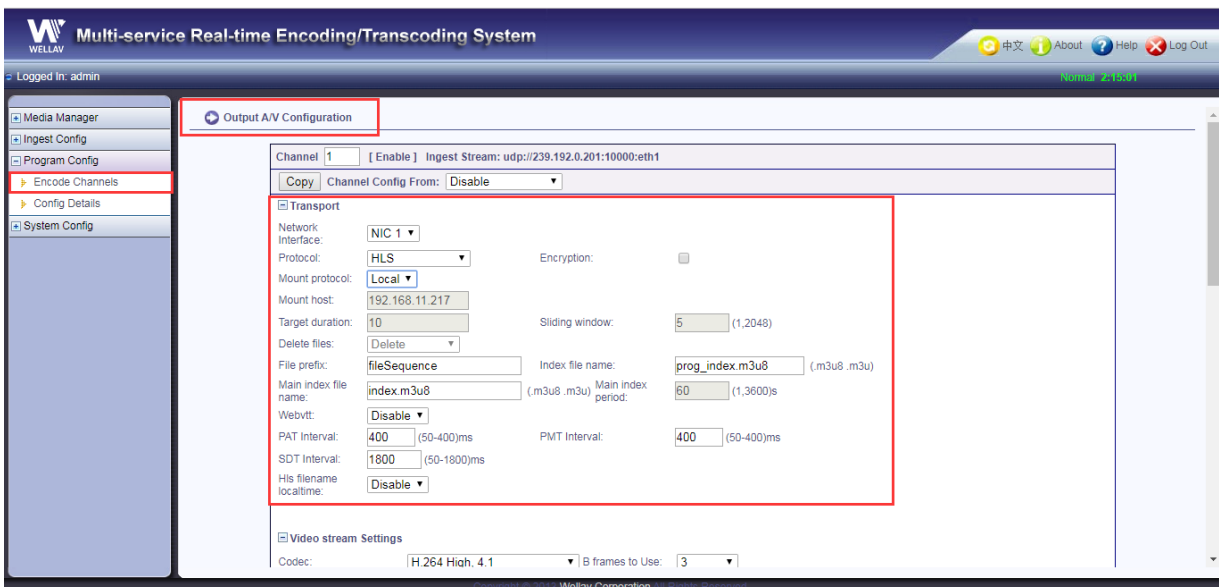 WELLAV
Multi-service Real-time Encoding/Transcoding System
中文 About Help Log Out
Logged In: admin
Normal 2:15:01
Media Manager
Ingest Config
Program Config
Encode Channels
Config Details
System Config
Output A/V Configuration
Channel 1 [ Enable ] Ingest Stream: udp://239.192.0.201:10000:eth1
Copy Channel Config From: Disable
Transport
Network Interface: NIC 1
Protocol: HLS Encryption:
Mount protocol: Local
Mount host: 192.168.11.217
Target duration: 10 Sliding window: 5 (1,2048)
Delete files: Delete
File prefix: fileSequence Index file name: prog_index.m3u8 (.m3u8 .m3u)
Main index file name: index.m3u8 (.m3u8 .m3u) Main index period: 60 (1,3600)s
Webvtt: Disable
PAT Interval: 400 (50-400)ms PMT Interval: 400 (50-400)ms
SDT Interval: 1800 (50-1800)ms
Hls filename localtime: Disable
Video stream Settings
Codec: H.264 High, 4.1 B frames to Use: 3
Copyright © 2012 Wellav Corporation All Rights Reserved